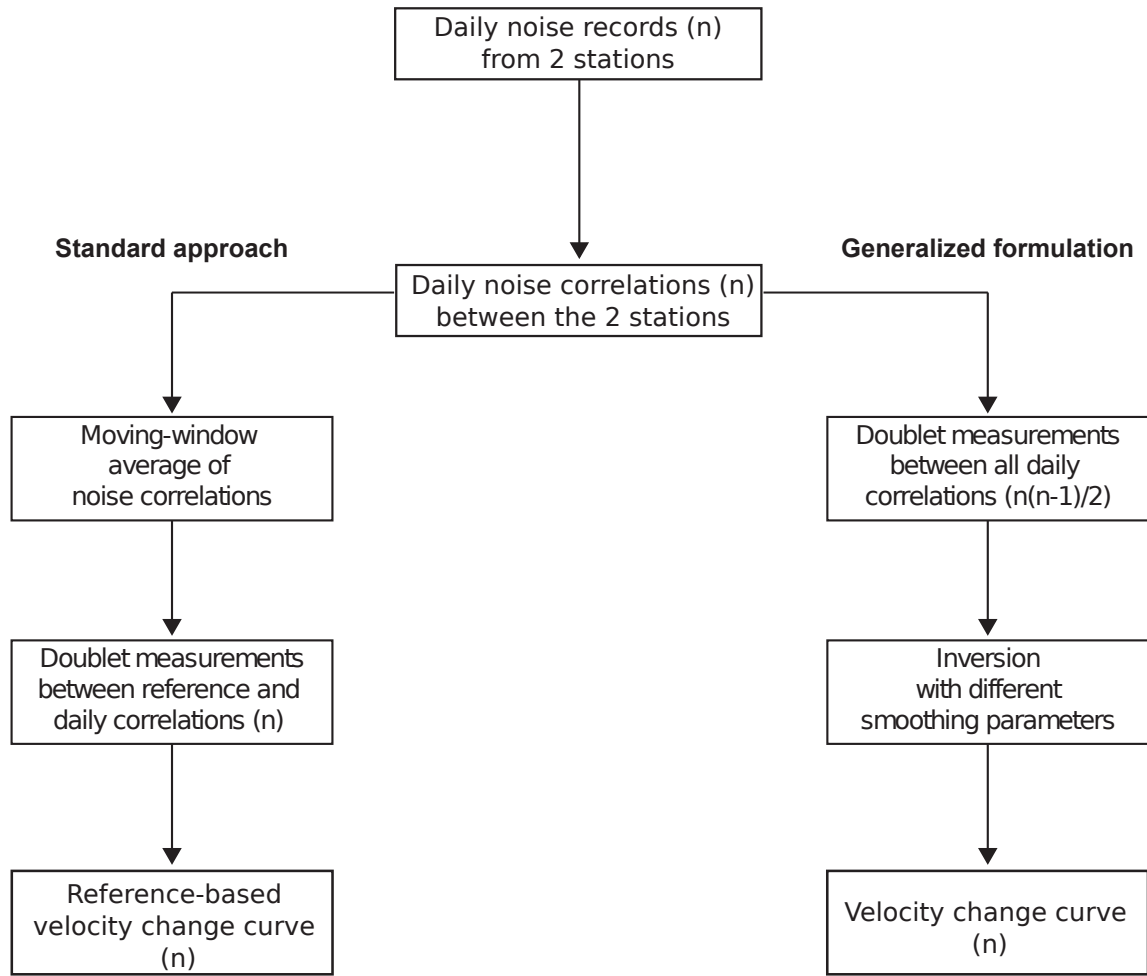 Daily noise records (n)
from 2 stations
Standard approach
Generalized formulation
Daily noise correlations (n)
between the 2 stations
Moving-window
average of
noise correlations
Doublet measurements
between all daily
correlations (n(n-1)/2)
Doublet measurements
between reference and
daily correlations (n)
Inversion
with different
smoothing parameters
Reference-based
velocity change curve
(n)
Velocity change curve
(n)